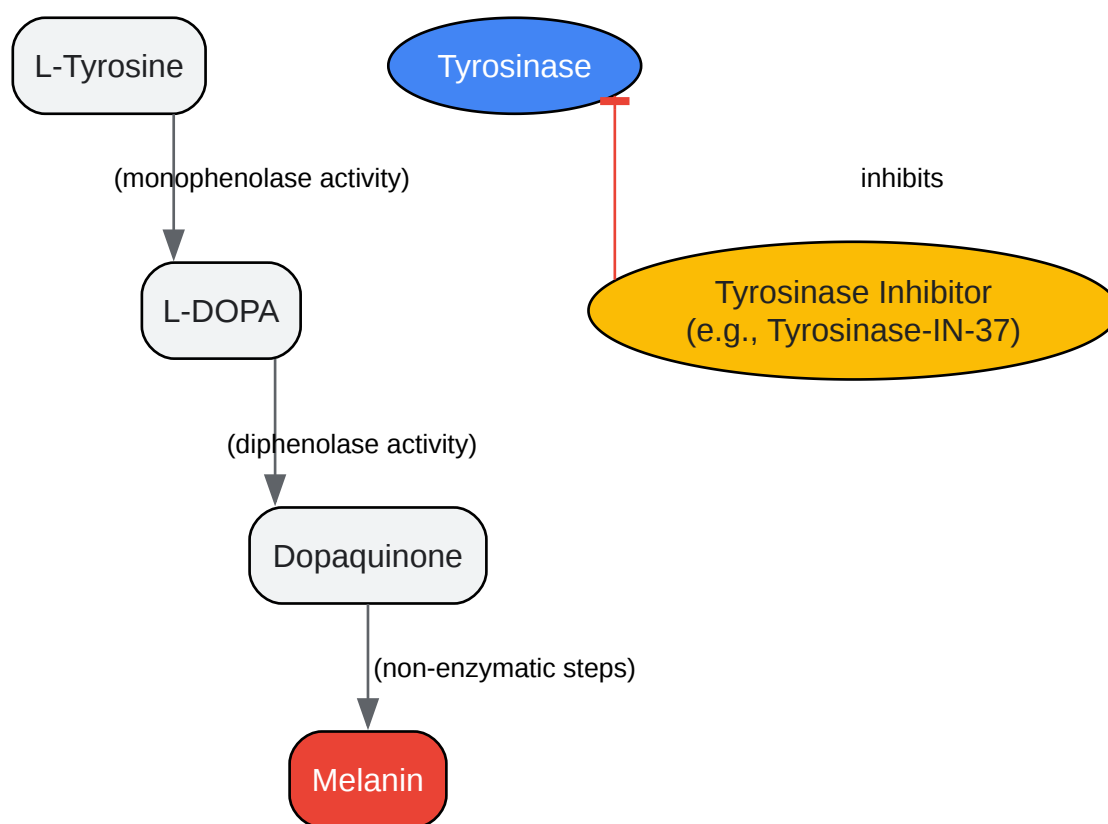 L-Tyrosine
Tyrosinase
(monophenolase activity)
inhibits
L-DOPA
Tyrosinase Inhibitor
(e.g., Tyrosinase-IN-37)
(diphenolase activity)
Dopaquinone
(non-enzymatic steps)
Melanin